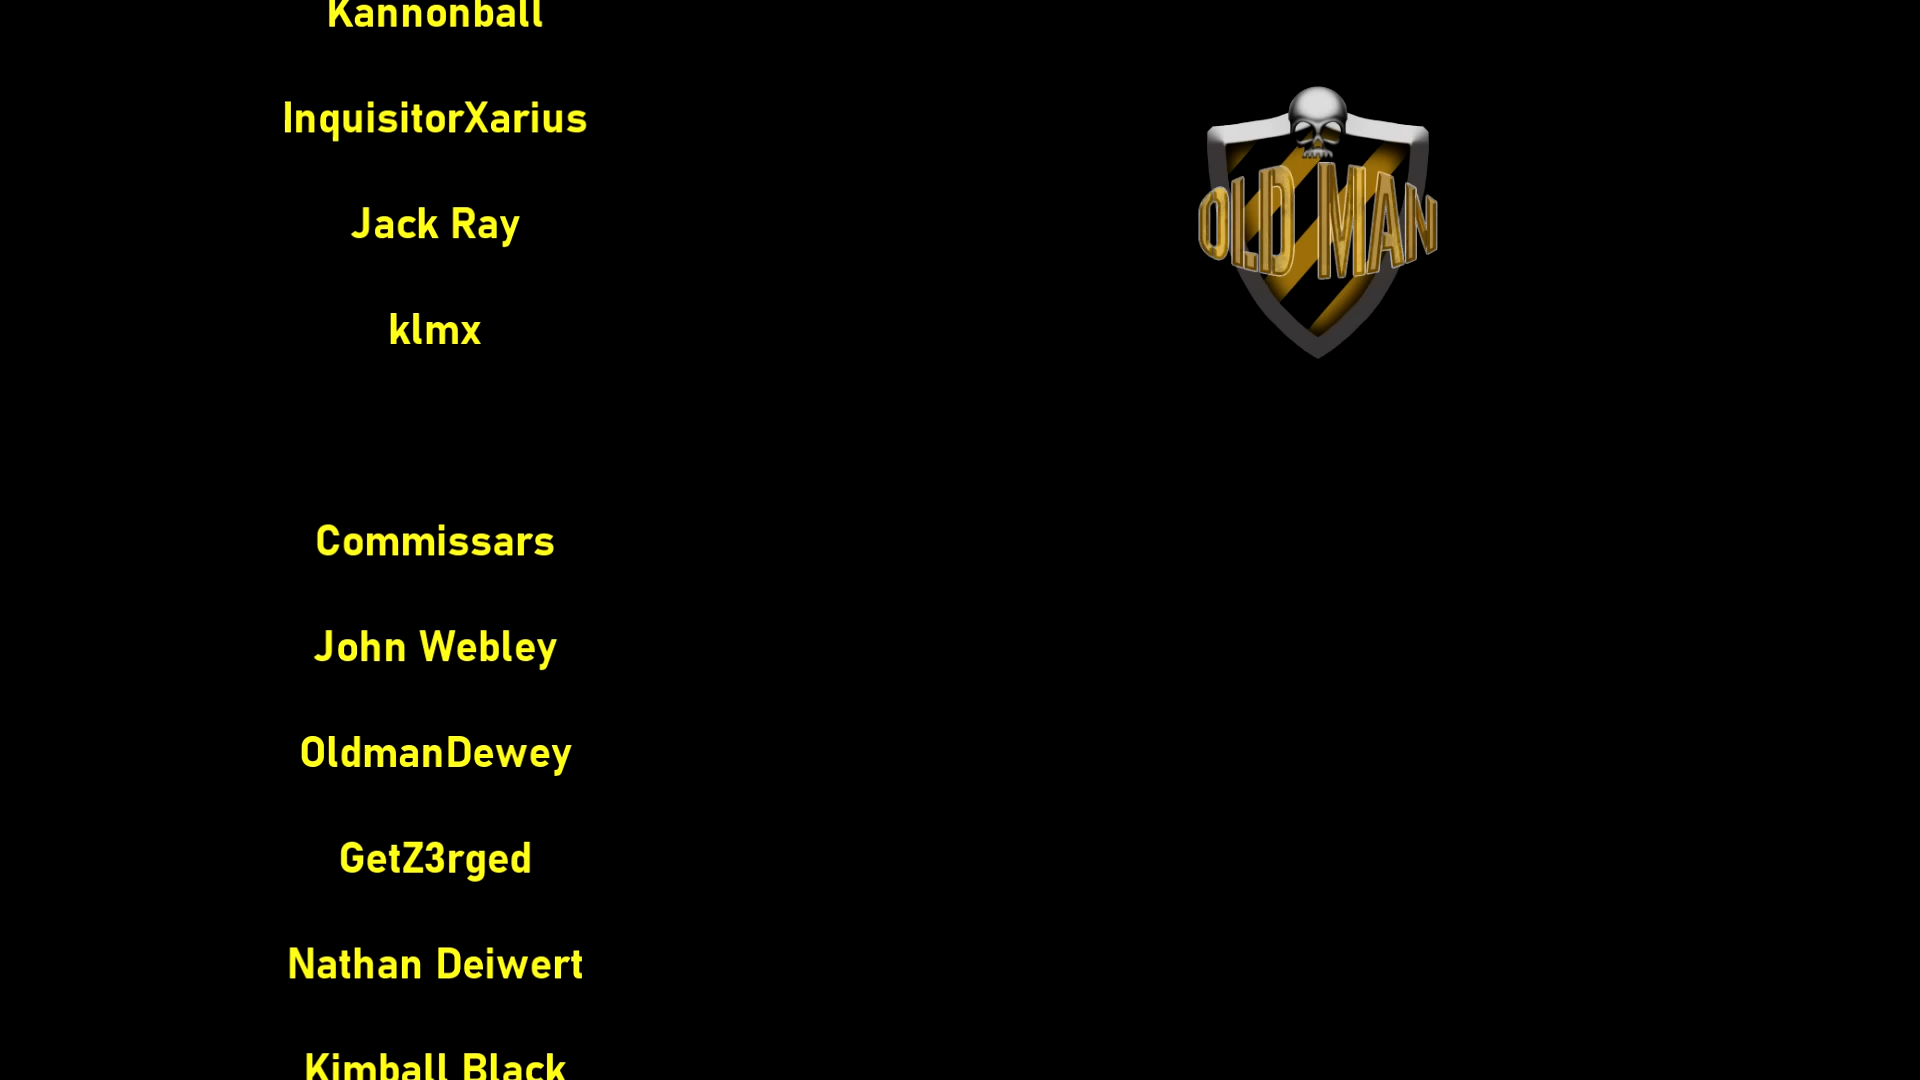 Kannonball
InquisitorXarius
Jack Ray
klmx
Commissars
John Webley
OldmanDewey
GetZ3rged
Nathan Deiwert
Kimball Black
OLD MAN